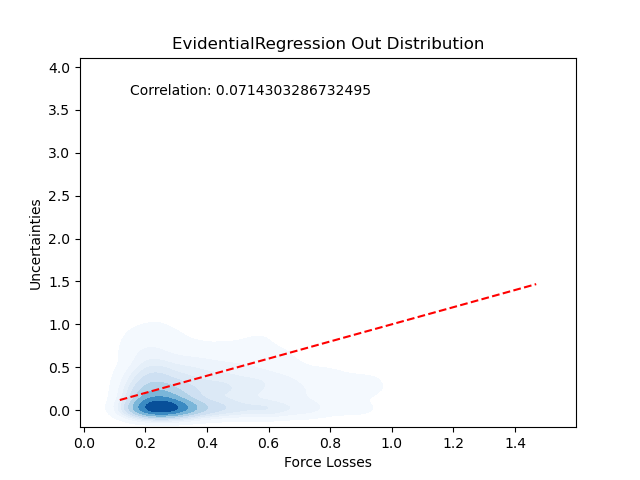 EvidentialRegression Out Distribution
Correlation: 0.0714303286732495
4.0
3.5
3.0
2.5
2.0
1.5
1.0
0.5
0.0
Uncertainties
0.0 0.2 0.4 0.6 0.8 1.0 1.2 1.4
Force Losses